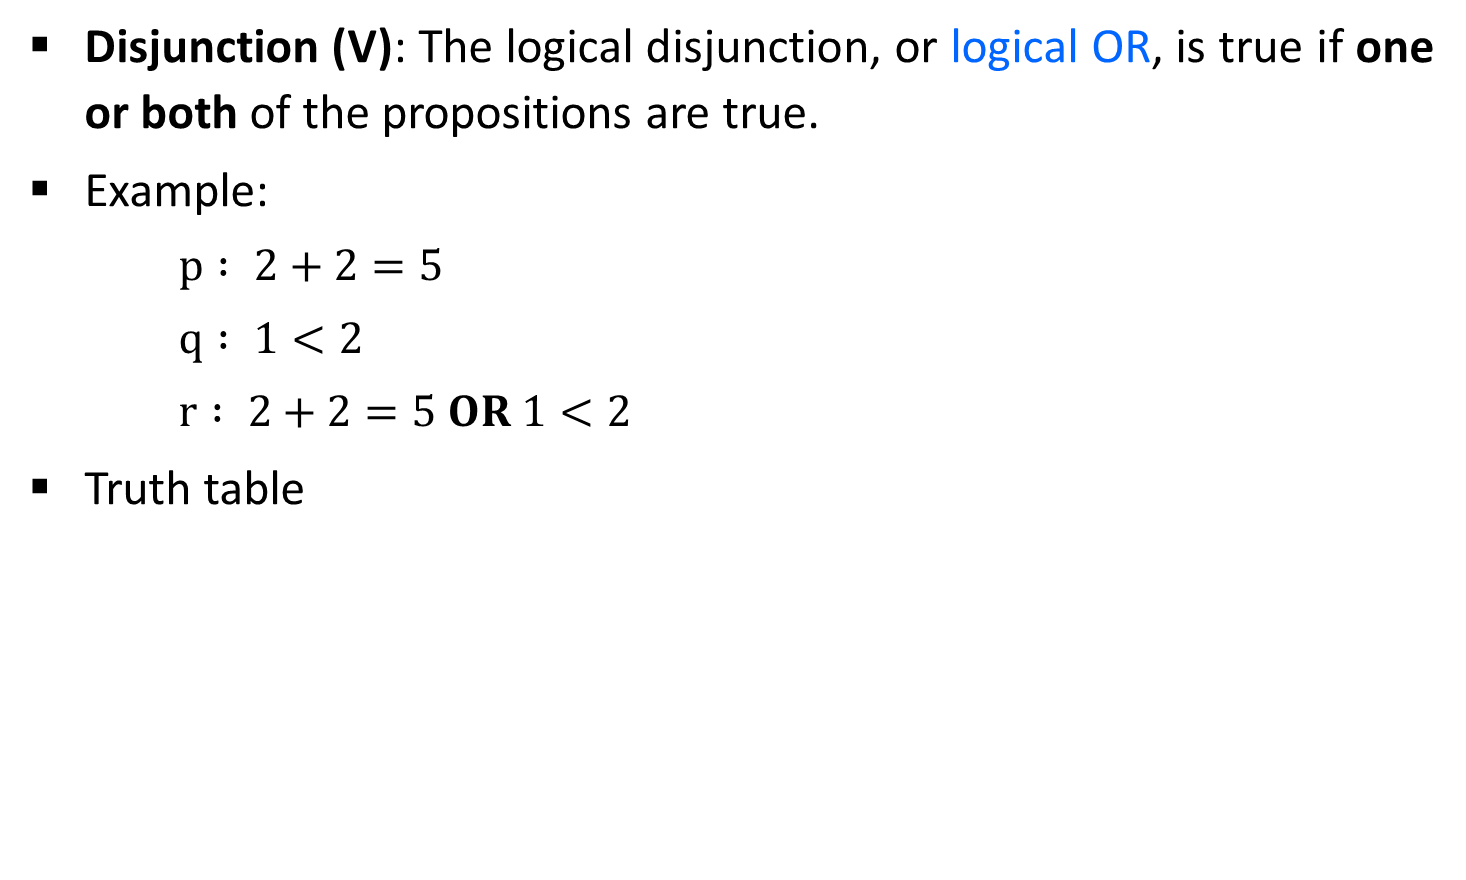 ▪ Disjunction (V): The logical disjunction, or logical OR, is true if one
or both of the propositions are true.
▪ Example:
p : 2 + 2 = 5
q : 1 < 2
r : 2 + 2 = 5 OR 1 < 2
▪ Truth table